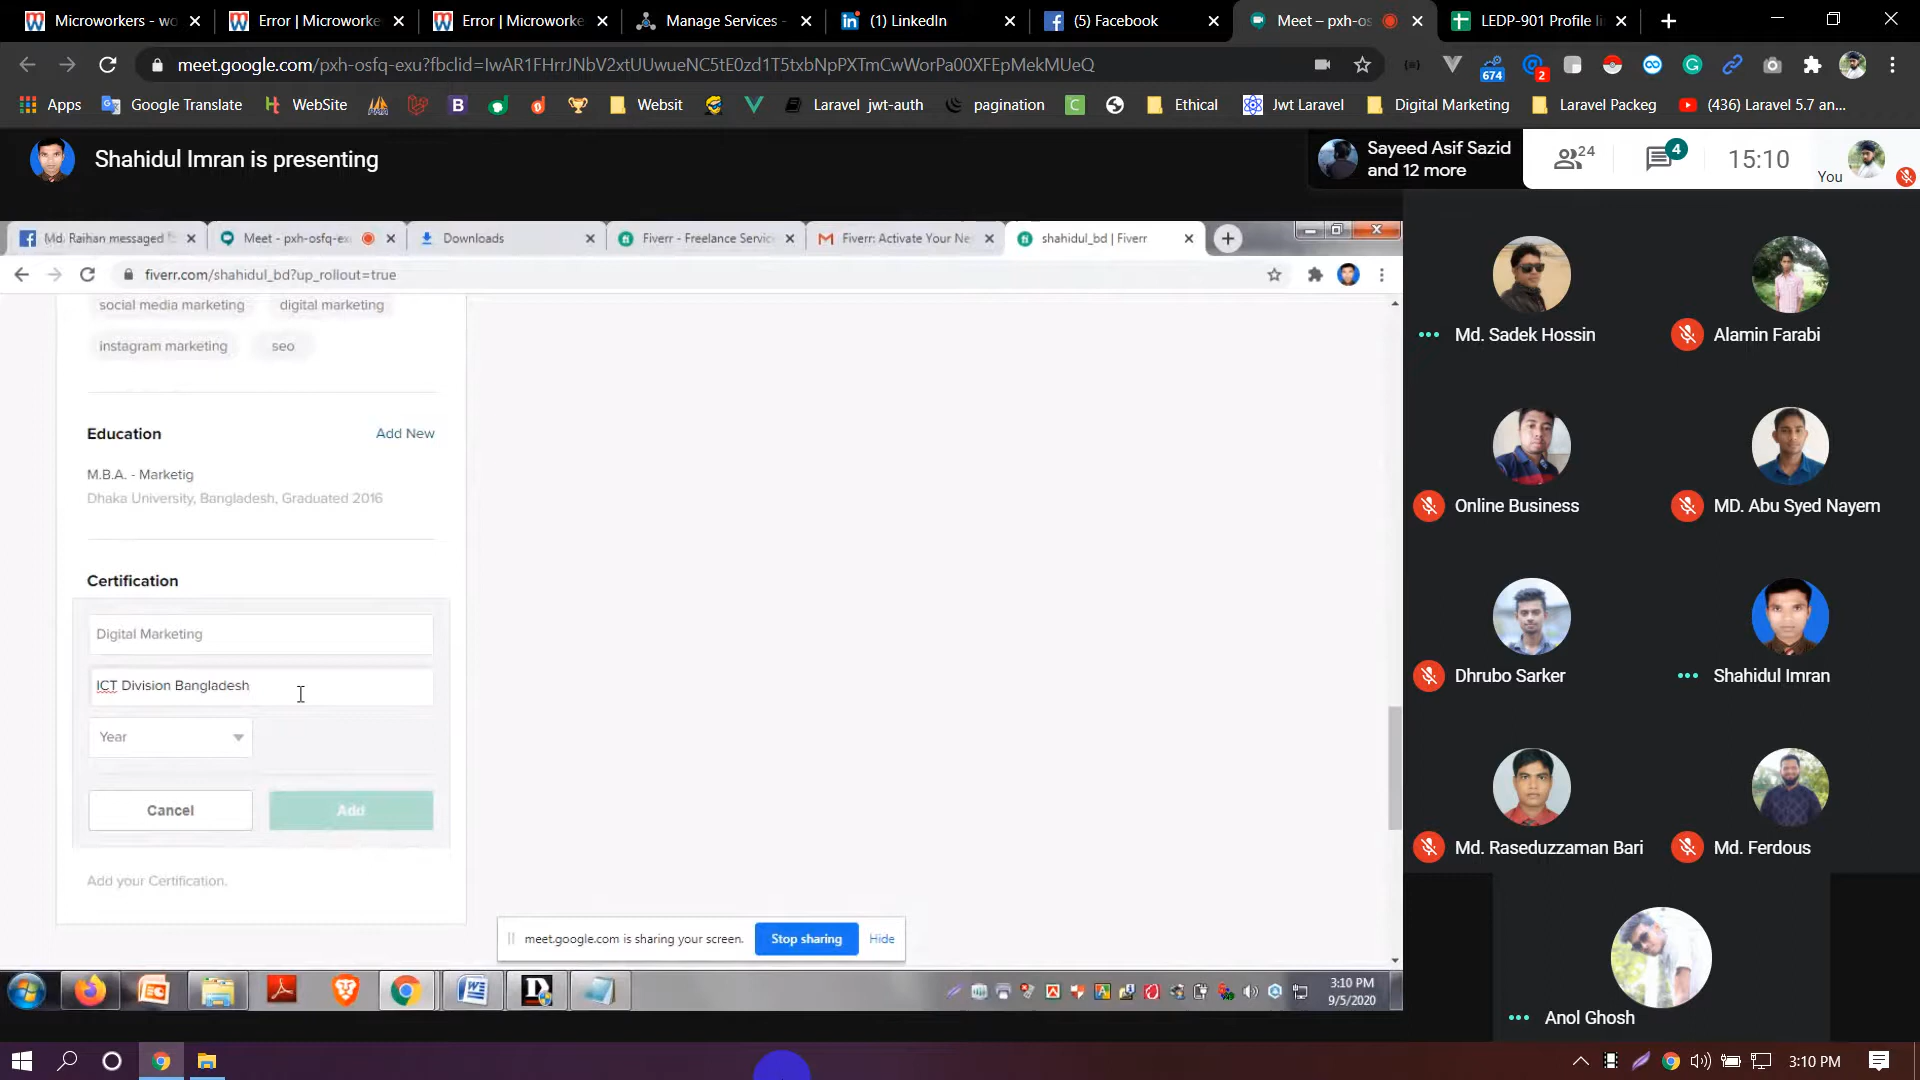 Microworkers - wo
Error | Microworke
Error | Microworke
Manage Services -
(1) LinkedIn
(5) Facebook
Meet – pxh-os
LEDP-901 Profile li
meet.google.com/pxh-osfq-exu?fbclid=IwAR1FHrrJNbV2xtUUwueNC5tE0zd1T5txbNpPXTmCwWorPa00XFEpMekMUeQ
674
2
Apps
Google Translate
WebSite
Websit
Laravel jwt-auth
pagination
Ethical
Jwt Laravel
Digital Marketing
Laravel Packeg
(436) Laravel 5.7 an...
Shahidul Imran is presenting
Sayeed Asif Sazid
and 12 more
24
4
15:10
You
Md. Raihan messaged
Meet - pxh-osfq-ex
Downloads
Fiverr - Freelance Servic
Fiverr: Activate Your Ne
shahidul_bd | Fiverr
fiverr.com/shahidul_bd?up_rollout=true
social media marketing
digital marketing
instagram marketing
seo
Education
Add New
M.B.A. - Marketig
Dhaka University, Bangladesh, Graduated 2016
Certification
Digital Marketing
ICT Division Bangladesh
Year
Cancel
Add
Add your Certification.
meet.google.com is sharing your screen.
Stop sharing
Hide
3:10 PM
9/5/2020
Md. Sadek Hossin
Alamin Farabi
Online Business
MD. Abu Syed Nayem
Dhrubo Sarker
Shahidul Imran
Md. Raseduzzaman Bari
Md. Ferdous
Anol Ghosh
3:10 PM